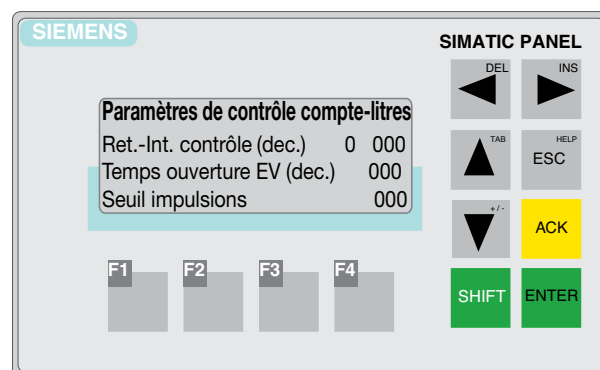 SIEMENS
SIMATIC PANEL
Paramètres de contrôle compte-litres
Ret.-Int. contrôle (dec.) 0 000
Temps ouverture EV (dec.) 000
Seuil impulsions 000
DEL
INS
TAB
HELP
ESC
+/-
ACK
F1 F2 F3 F4
SHIFT ENTER